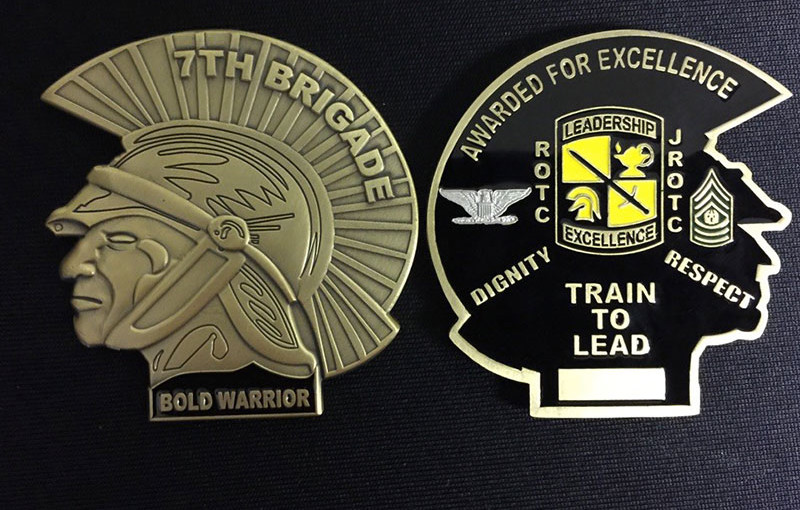 7TH BRIGADE
BOLD WARRIOR
AWARDED FOR EXCELLENCE
LEADERSHIP
ROTC
JROTC
EXCELLENCE
DIGNITY
RESPECT
TRAIN
TO
LEAD